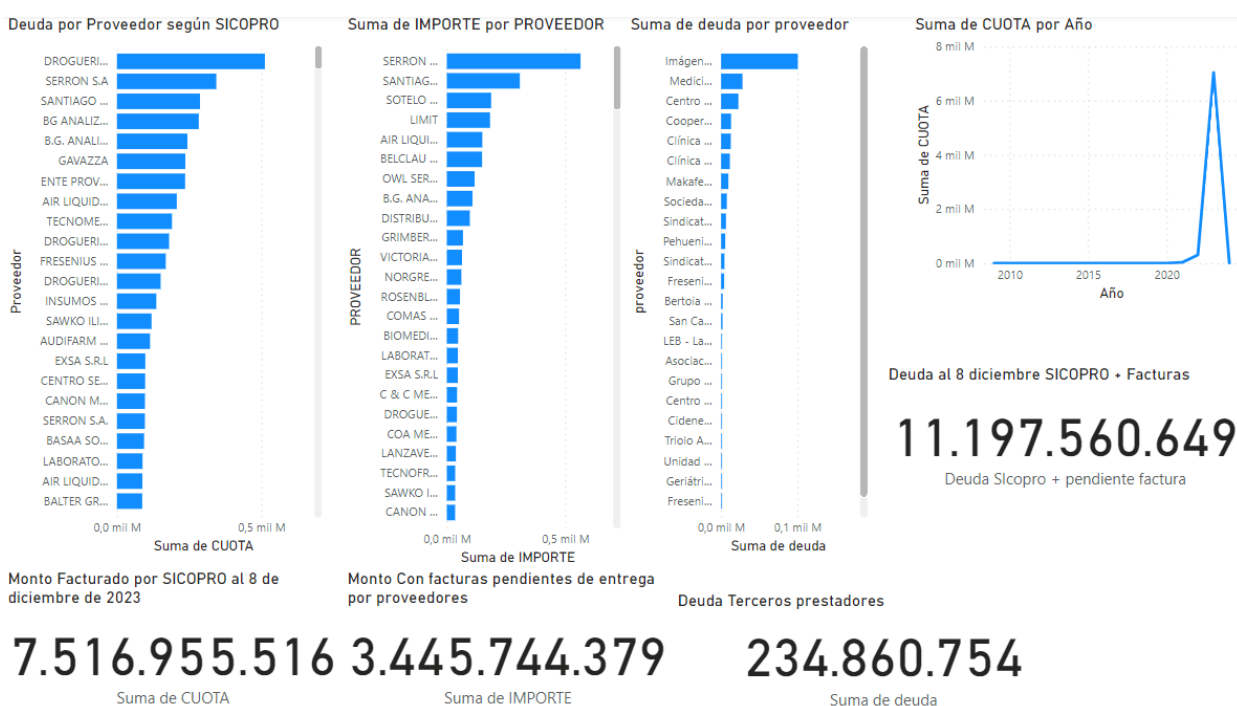 Deuda por Proveedor según SICOPRO
Proveedor
DROGUERI...
SERRON S.A
SANTIAGO ...
BG ANALIZ...
B.G. ANALI...
GAVAZZA
ENTE PROV...
AIR LIQUID...
TECNOME...
DROGUERI...
FRESENIUS ...
DROGUERI...
INSUMOS ...
SAWKO ILI...
AUDIFARM ...
EXSA S.R.L
CENTRO SE...
CANON M...
SERRON S.A.
BASAA SO...
LABORATO...
AIR LIQUID...
BALTER GR...
0,0 mil M 0,5 mil M
Suma de CUOTA
Suma de IMPORTE por PROVEEDOR
PROVEEDOR
SERRON ...
SANTIAG...
SOTELO ...
LIMIT
AIR LIQUI...
BELCLAU ...
OWL SER...
B.G. ANA...
DISTRIBU...
GRIMBER...
VICTORIA...
NORGRE...
ROSENBL...
COMAS ...
BIOMEDI...
LABORAT...
EXSA S.R.L
C & C ME...
DROGUE...
COA ME...
LANZAVE...
TECNOFR...
SAWKO I...
CANON ...
0,0 mil M 0,5 mil M
Suma de IMPORTE
Suma de deuda por proveedor
proveedor
Imágen...
Medici...
Centro ...
Cooper...
Clínica ...
Clínica ...
Makafe...
Socieda...
Sindicat...
Pehueni...
Sindicat...
Freseni...
Bertoia ...
San Ca...
LEB - La...
Asociac...
Grupo ...
Centro ...
Cidene...
Triolo A...
Unidad ...
Geriátri...
Freseni...
0,0 mil M 0,1 mil M
Suma de deuda
Suma de CUOTA por Año
Suma de CUOTA
8 mil M
6 mil M
4 mil M
2 mil M
0 mil M
2010 2015 2020
Año
Deuda al 8 diciembre SICOPRO + Facturas
11.197.560.649
Deuda SIcopro + pendiente factura
Monto Facturado por SICOPRO al 8 de
diciembre de 2023
7.516.955.516
Suma de CUOTA
Monto Con facturas pendientes de entrega
por proveedores
3.445.744.379
Suma de IMPORTE
Deuda Terceros prestadores
234.860.754
Suma de deuda